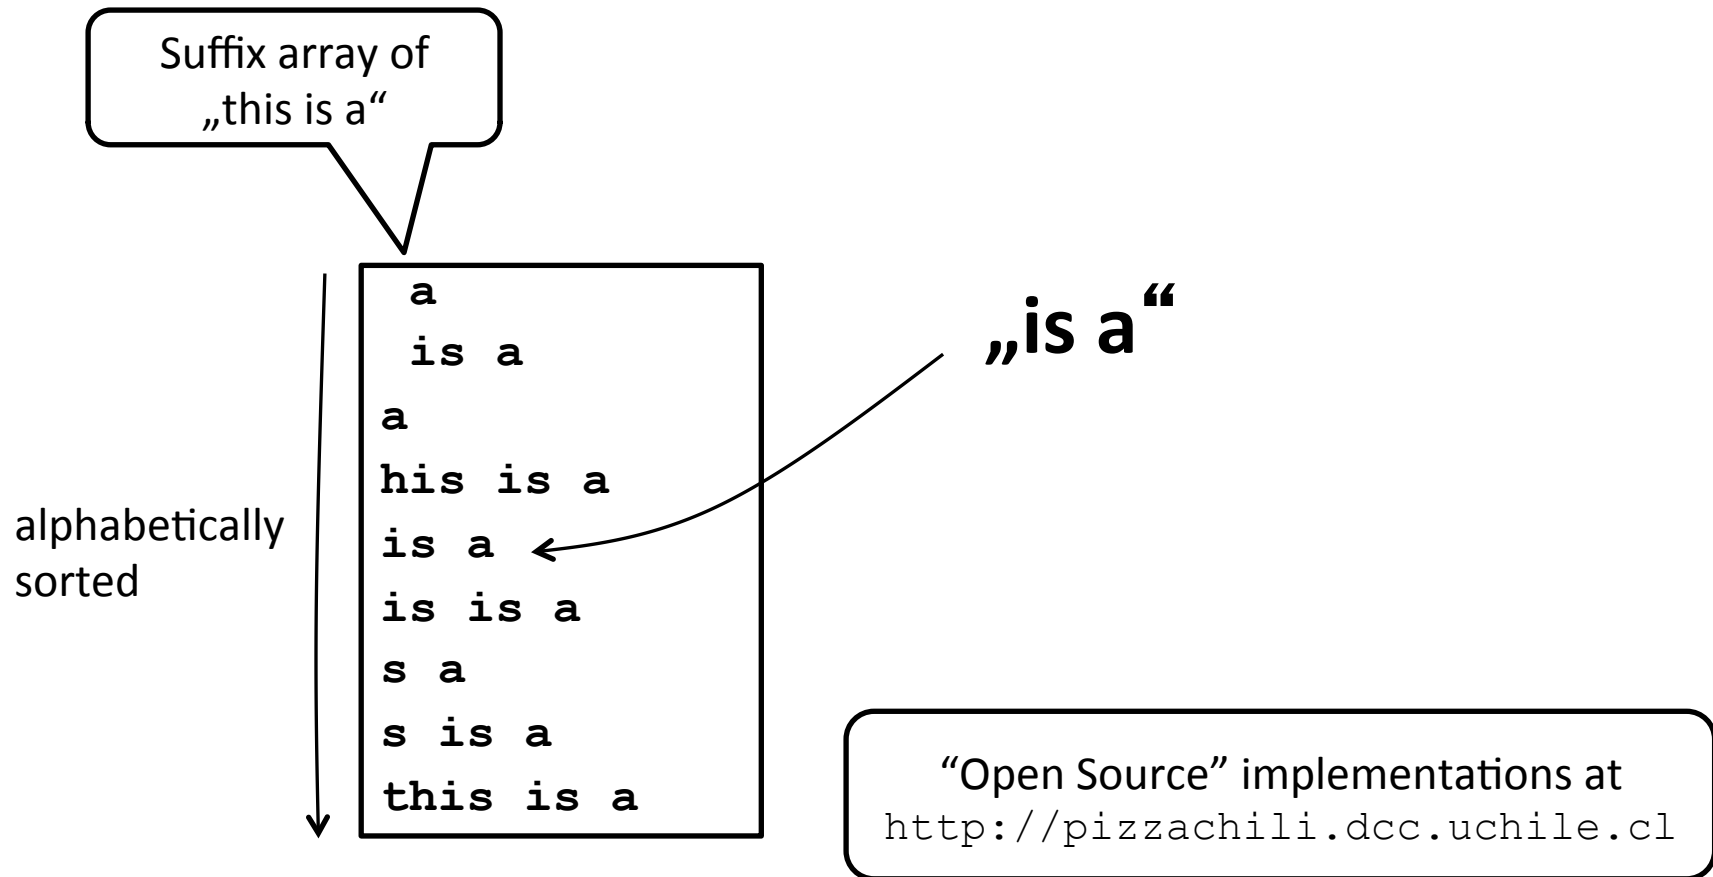 Suffix array of
„this is a“
 a
 is a
a
his is a
is a
is is a
s a
s is a
this is a
„is a“
alphabetically
sorted
“Open Source” implementations at
http://pizzachili.dcc.uchile.cl